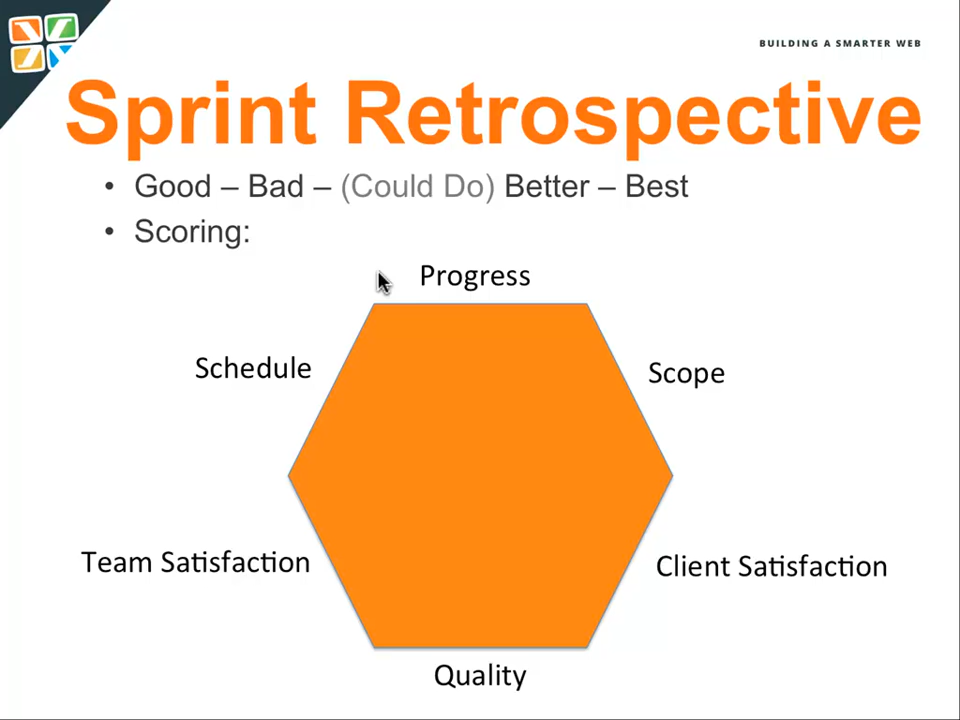 BUILDING A SMARTER WEB
Sprint Retrospective
• Good – Bad – (Could Do) Better – Best
• Scoring:
Progress
Schedule
Scope
Team Satisfaction
Client Satisfaction
Quality